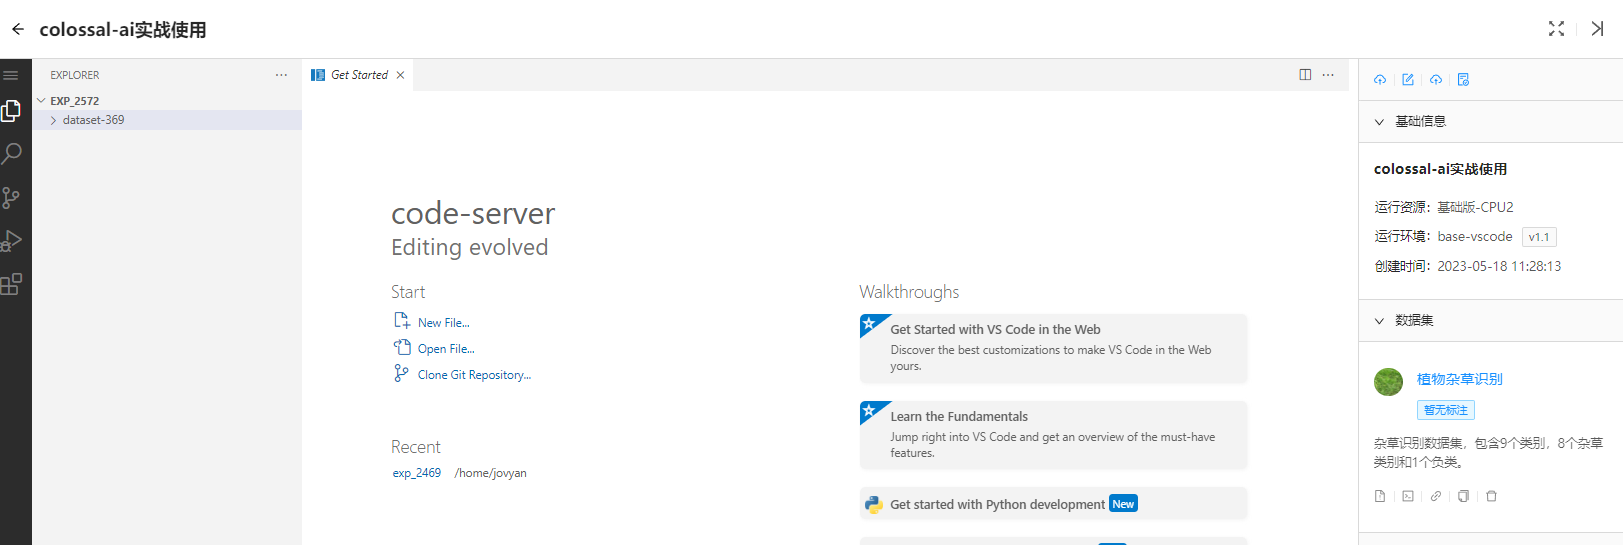 colossal-ai实战使用
EXPLORER
EXP_2572
dataset-369
Get Started
code-server
Editing evolved
Start
New File...
Open File...
Clone Git Repository...
Recent
exp_2469 /home/jovyan
Walkthroughs
Get Started with VS Code in the Web
Discover the best customizations to make VS Code in the Web
yours.
Learn the Fundamentals
Jump right into VS Code and get an overview of the must-have
features.
Get started with Python development New
基础信息
colossal-ai实战使用
运行资源：基础版-CPU2
运行环境：base-vscode v1.1
创建时间：2023-05-18 11:28:13
数据集
植物杂草识别
暂无标注
杂草识别数据集，包含9个类别，8个杂草
类别和1个负类。